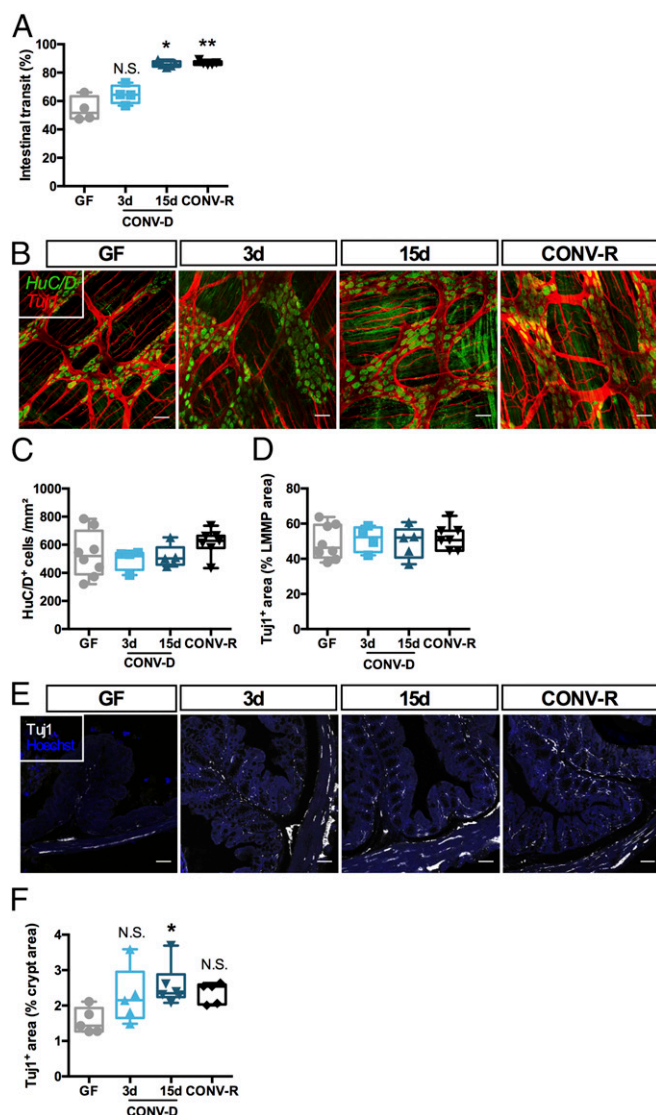 A
Intestinal transit (%)
100
80
60
40
20
0
N.S.
*
**
GF
3d
15d
CONV-R
CONV-D
B
GF
3d
15d
CONV-R
HuC/D
Tuj1
C
HuC/D⁺ cells /mm²
1000
800
600
400
200
0
GF
3d
15d
CONV-R
CONV-D
D
Tuj1⁺ area (% LMMP area)
80
60
40
20
0
GF
3d
15d
CONV-R
CONV-D
E
GF
3d
15d
CONV-R
Tuj1
Hoechst
F
Tuj1⁺ area (% crypt area)
4
3
2
1
0
N.S.
*
N.S.
GF
3d
15d
CONV-R
CONV-D